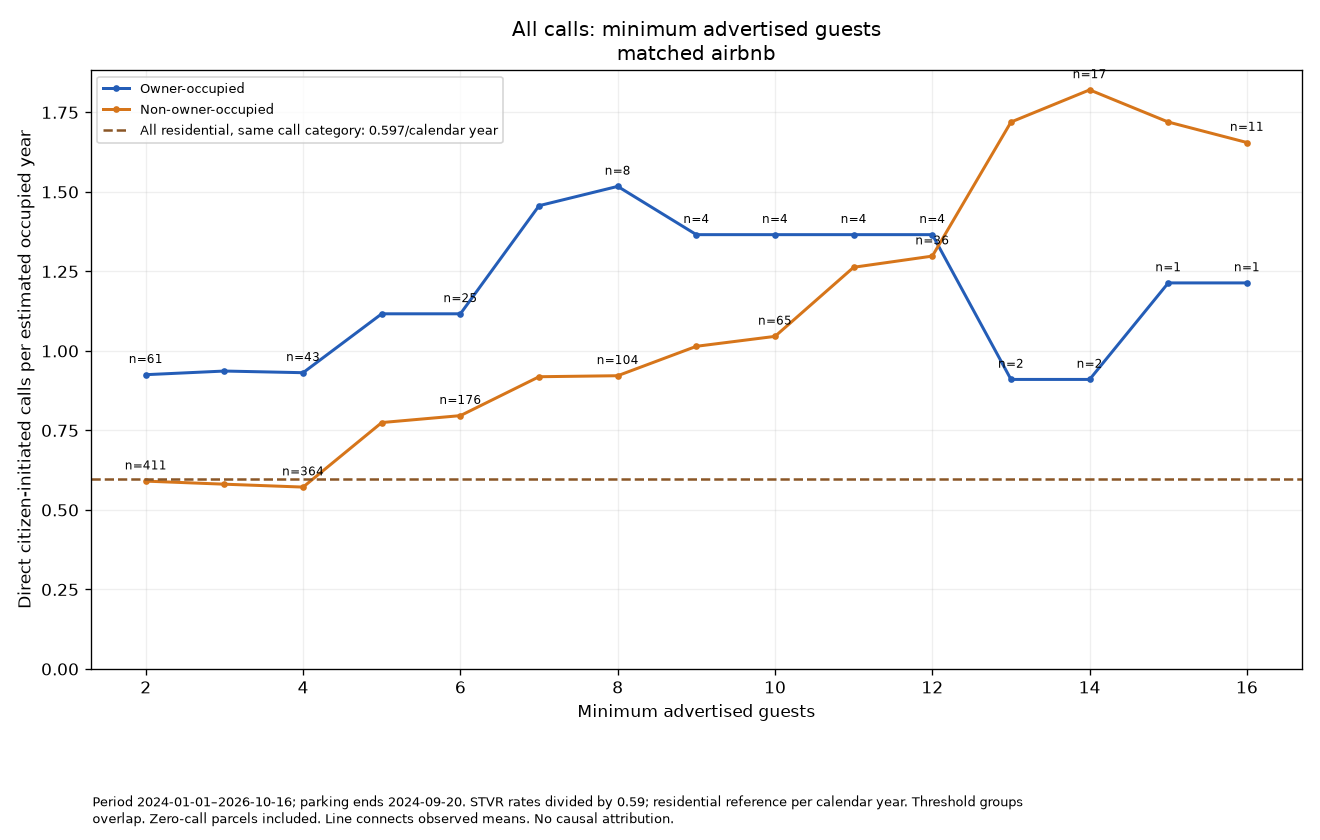 All calls: minimum advertised guests
matched airbnb
Owner-occupied
Non-owner-occupied
All residential, same call category: 0.597/calendar year
Direct citizen-initiated calls per estimated occupied year
1.75
1.50
1.25
1.00
0.75
0.50
0.25
0.00
n=61
n=43
n=25
n=8
n=4
n=4
n=4
n=4
n=2
n=2
n=1
n=1
n=411
n=364
n=176
n=104
n=65
n=36
n=17
n=11
2
4
6
8
10
12
14
16
Minimum advertised guests
Period 2024-01-01–2026-10-16; parking ends 2024-09-20. STVR rates divided by 0.59; residential reference per calendar year. Threshold groups
overlap. Zero-call parcels included. Line connects observed means. No causal attribution.